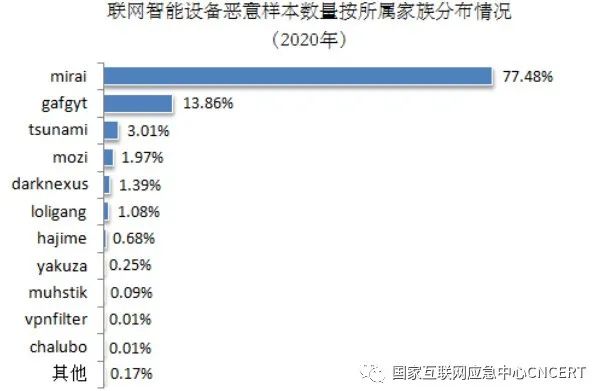 联网智能设备恶意样本数量按所属家族分布情况
（2020年）
mirai 77.48%
gafgyt 13.86%
tsunami 3.01%
mozi 1.97%
darknexus 1.39%
loligang 1.08%
hajime 0.68%
yakuza 0.25%
muhstik 0.09%
vpnfilter 0.01%
chalubo 0.01%
其他 0.17%
国家互联网应急中心CNCERT